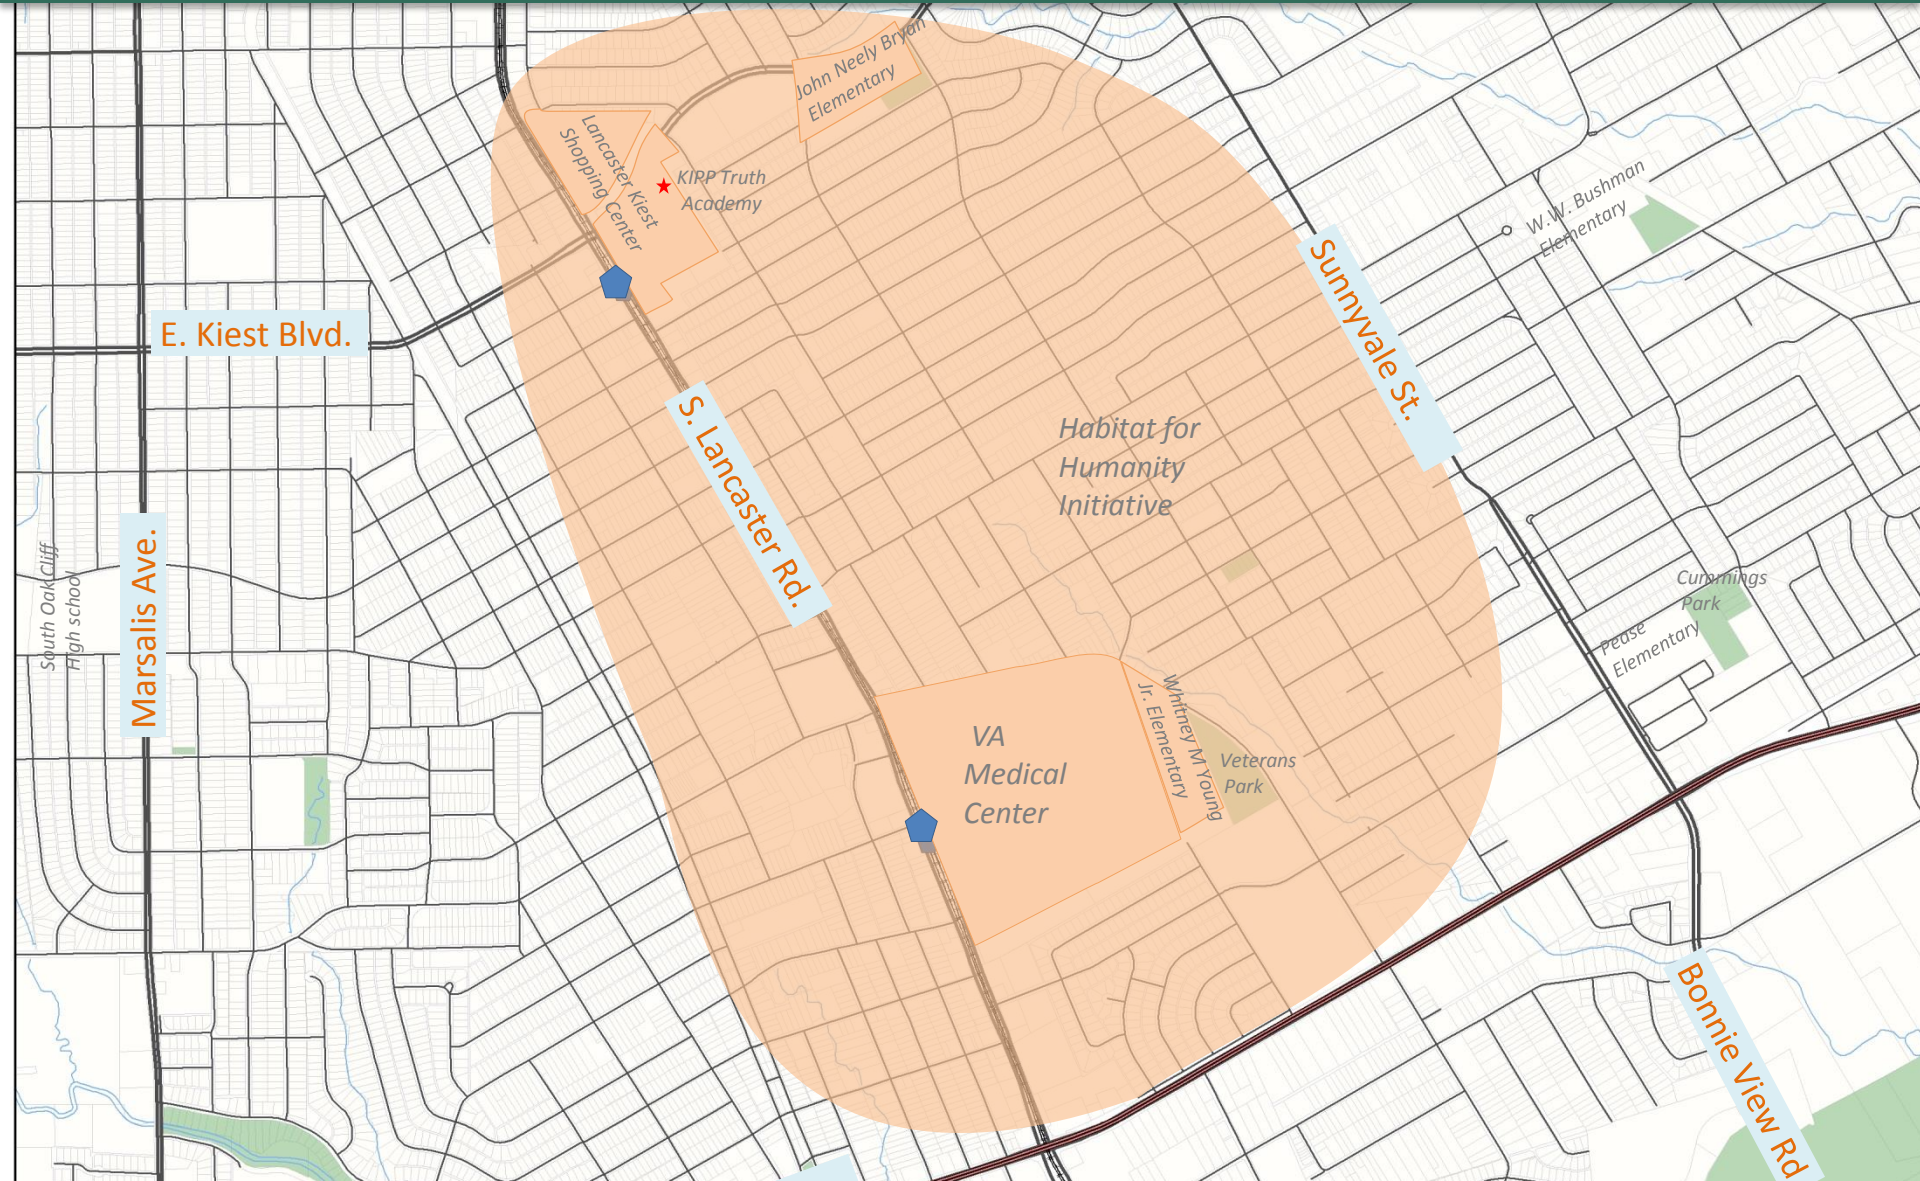 John Neely Bryan
Elementary
Lancaster Kiest
Shopping Center
KIPP Truth
Academy
W.W. Bushman
Elementary
E. Kiest Blvd.
Sunnyvale St.
S. Lancaster Rd.
Habitat for
Humanity
Initiative
South Oak Cliff
High school
Marsalis Ave.
Cummings
Park
Pease
Elementary
Whitney M Young
Jr. Elementary
VA
Medical
Center
Veterans
Park
Bonnie View Rd